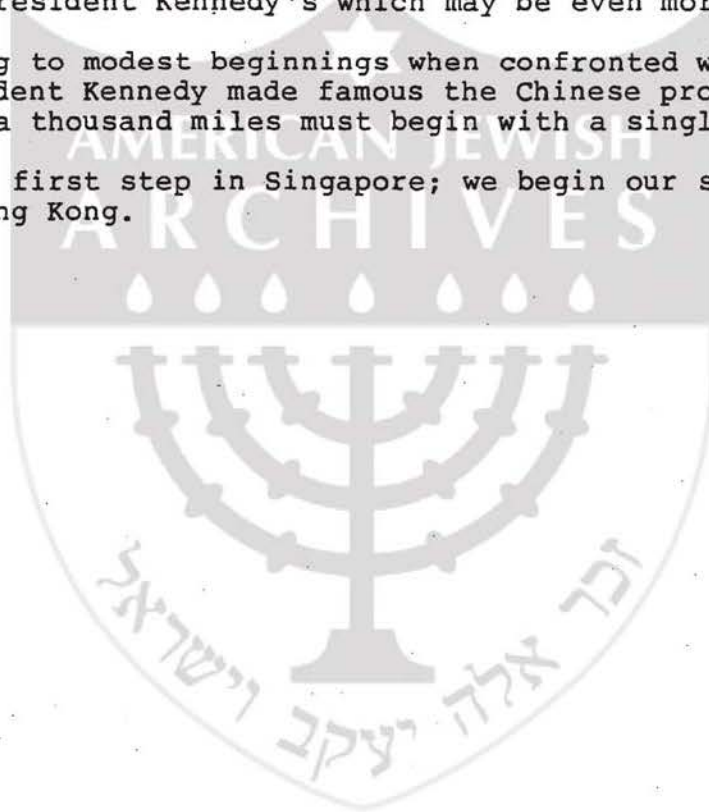 resident Kennedy's which may be even mor
g to modest beginnings when confronted w
dent Kennedy made famous the Chinese pro
a thousand miles must begin with a singl
AMERICAN JEWISH
first step in Singapore; we begin our s
ng Kong.
ARCHIVES
זכר אלה יעקב וישראל